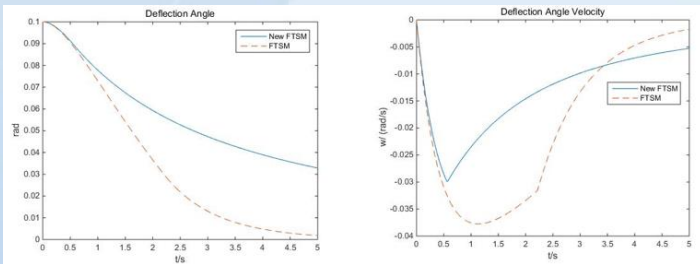 Deflection Angle
0.1
0.09
0.08
0.07
0.06
0.05
0.04
0.03
0.02
0.01
0
rad
New FTSM
FTSM
0 0.5 1 1.5 2 2.5 3 3.5 4 4.5 5
t/s
Deflection Angle Velocity
0
-0.005
-0.01
-0.015
-0.02
-0.025
-0.03
-0.035
-0.04
w/ (rad/s)
New FTSM
FTSM
0 0.5 1 1.5 2 2.5 3 3.5 4 4.5 5
t/s